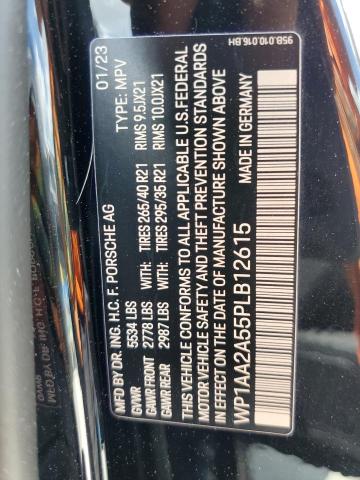 95B.010.016.BH
MFD BY DR. ING. H.C. F. PORSCHE AG 01/23
GVWR 5534 LBS TYPE: MPV
GAWR FRONT 2778 LBS WITH: TIRES 265/40 R21 RIMS 9.5JX21
GAWR REAR 2987 LBS WITH: TIRES 295/35 R21 RIMS 10.0JX21
THIS VEHICLE CONFORMS TO ALL APPLICABLE U.S. FEDERAL
MOTOR VEHICLE SAFETY AND THEFT PREVENTION STANDARDS
IN EFFECT ON THE DATE OF MANUFACTURE SHOWN ABOVE
WP1AA2A55PLB12615